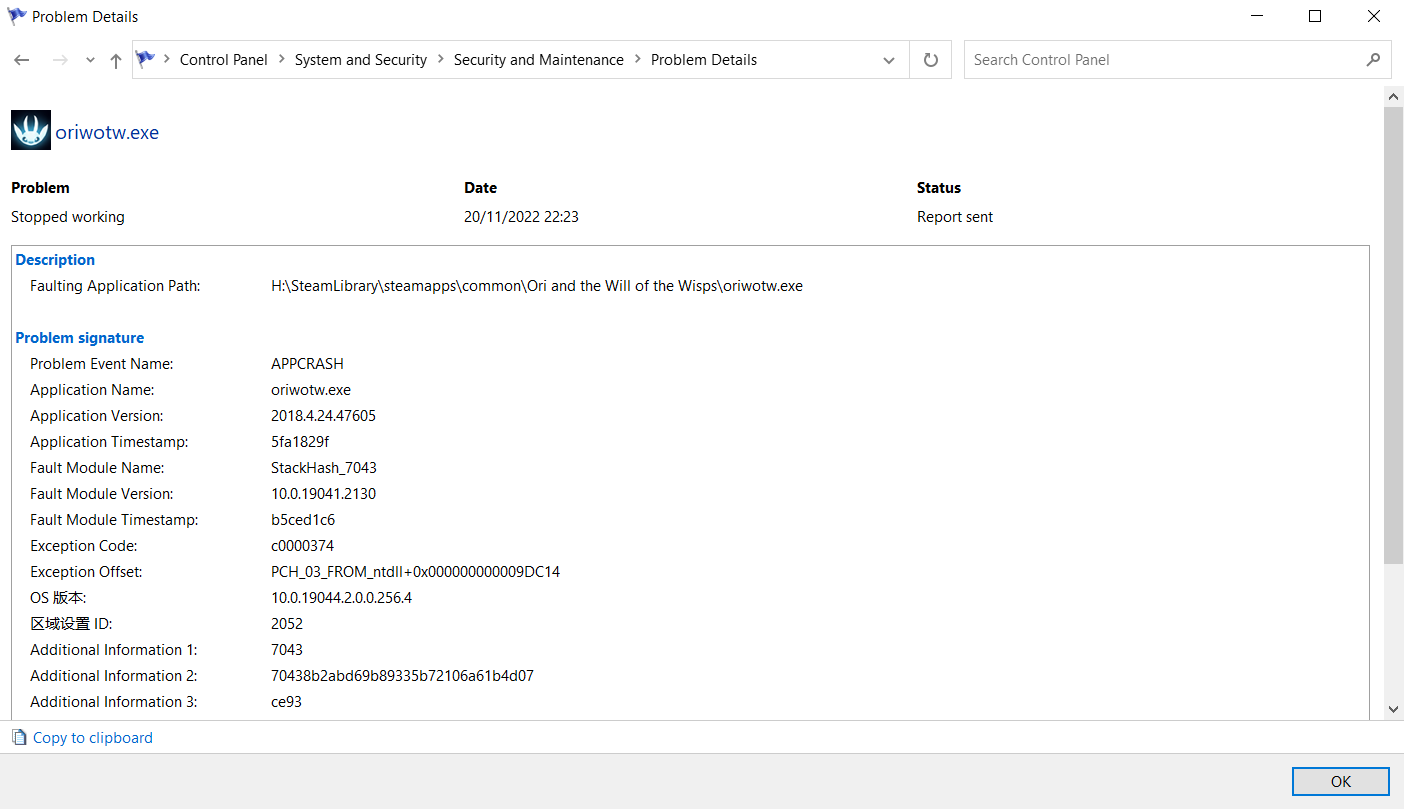 Problem Details
Control Panel > System and Security > Security and Maintenance > Problem Details
Search Control Panel
oriwotw.exe
Problem Date Status
Stopped working 20/11/2022 22:23 Report sent
Description
Faulting Application Path: H:\SteamLibrary\steamapps\common\Ori and the Will of the Wisps\oriwotw.exe
Problem signature
Problem Event Name: APPCRASH
Application Name: oriwotw.exe
Application Version: 2018.4.24.47605
Application Timestamp: 5fa1829f
Fault Module Name: StackHash_7043
Fault Module Version: 10.0.19041.2130
Fault Module Timestamp: b5ced1c6
Exception Code: c0000374
Exception Offset: PCH_03_FROM_ntdll+0x000000000009DC14
OS 版本: 10.0.19044.2.0.0.256.4
区域设置 ID: 2052
Additional Information 1: 7043
Additional Information 2: 70438b2abd69b89335b72106a61b4d07
Additional Information 3: ce93
Copy to clipboard
OK